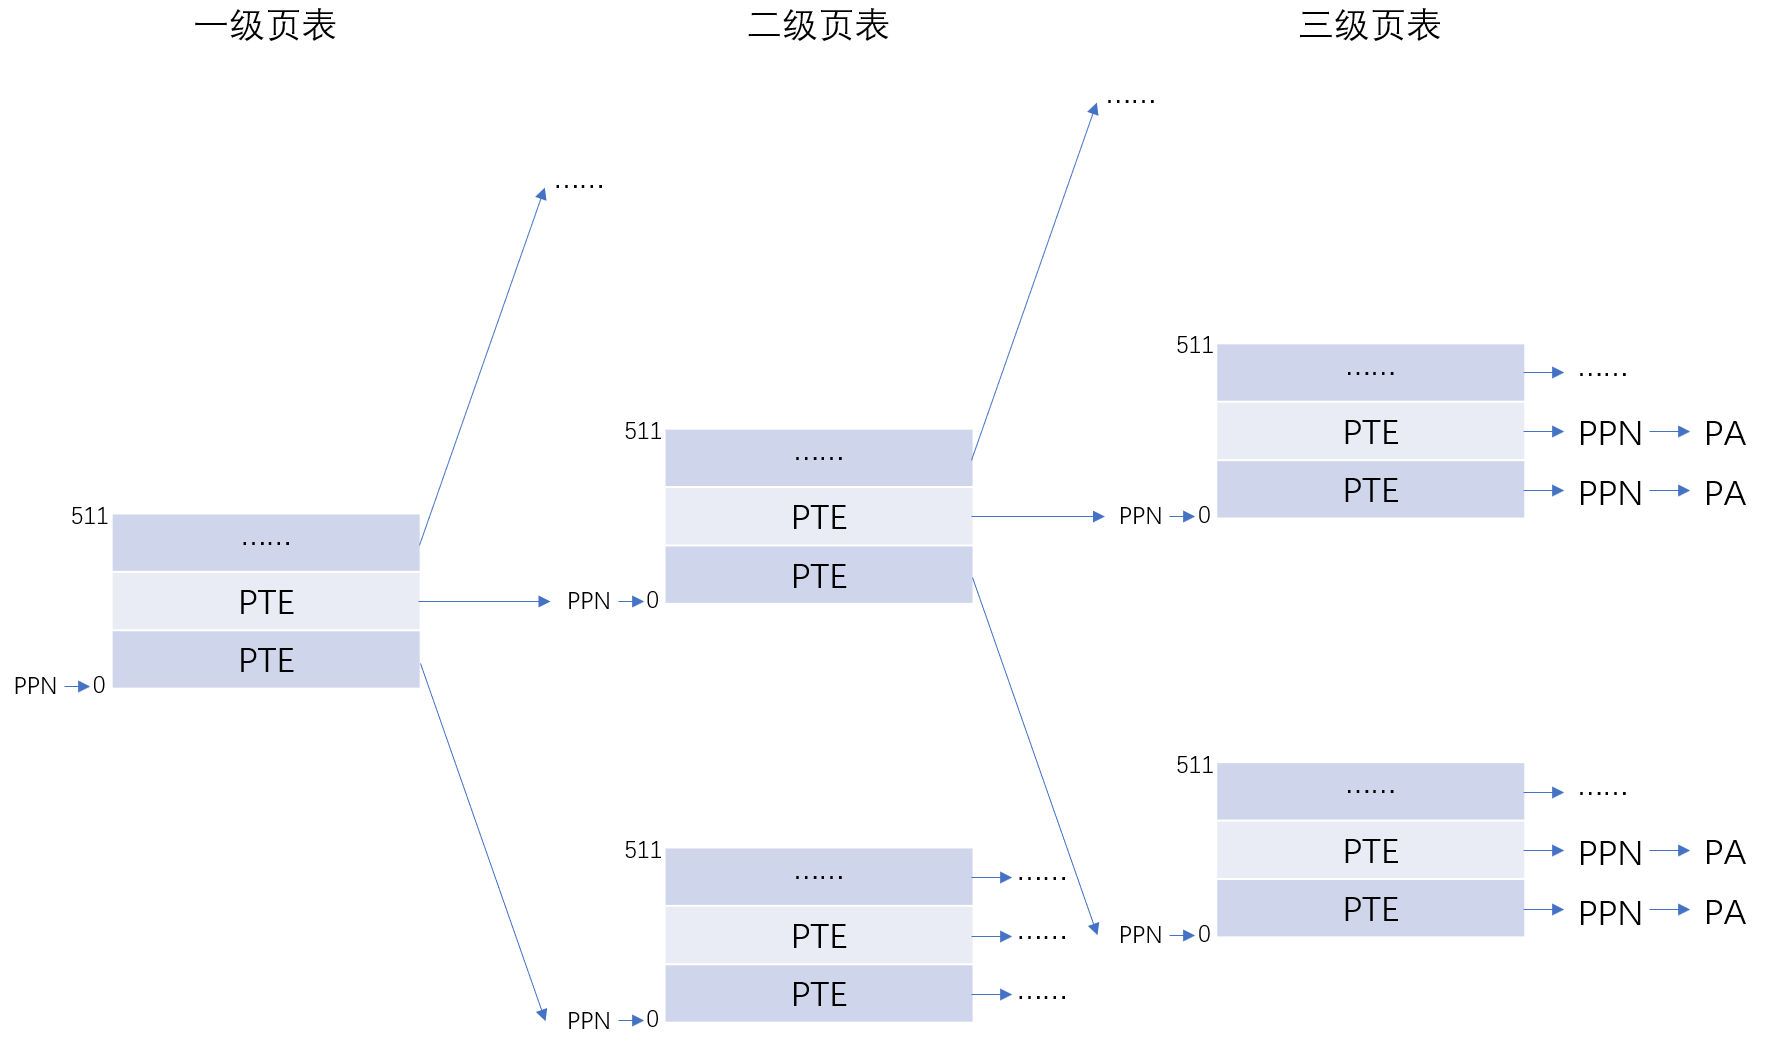 一级页表
二级页表
三级页表
......
......
511
......
PTE
PTE
PPN
0
511
......
PTE
PTE
PPN
0
511
......
......
......
PTE
......
PTE
PPN
0
511
......
......
PTE
PPN
PA
PTE
PPN
PA
PPN
0
511
......
......
PTE
PPN
PA
PTE
PPN
PA
PPN
0